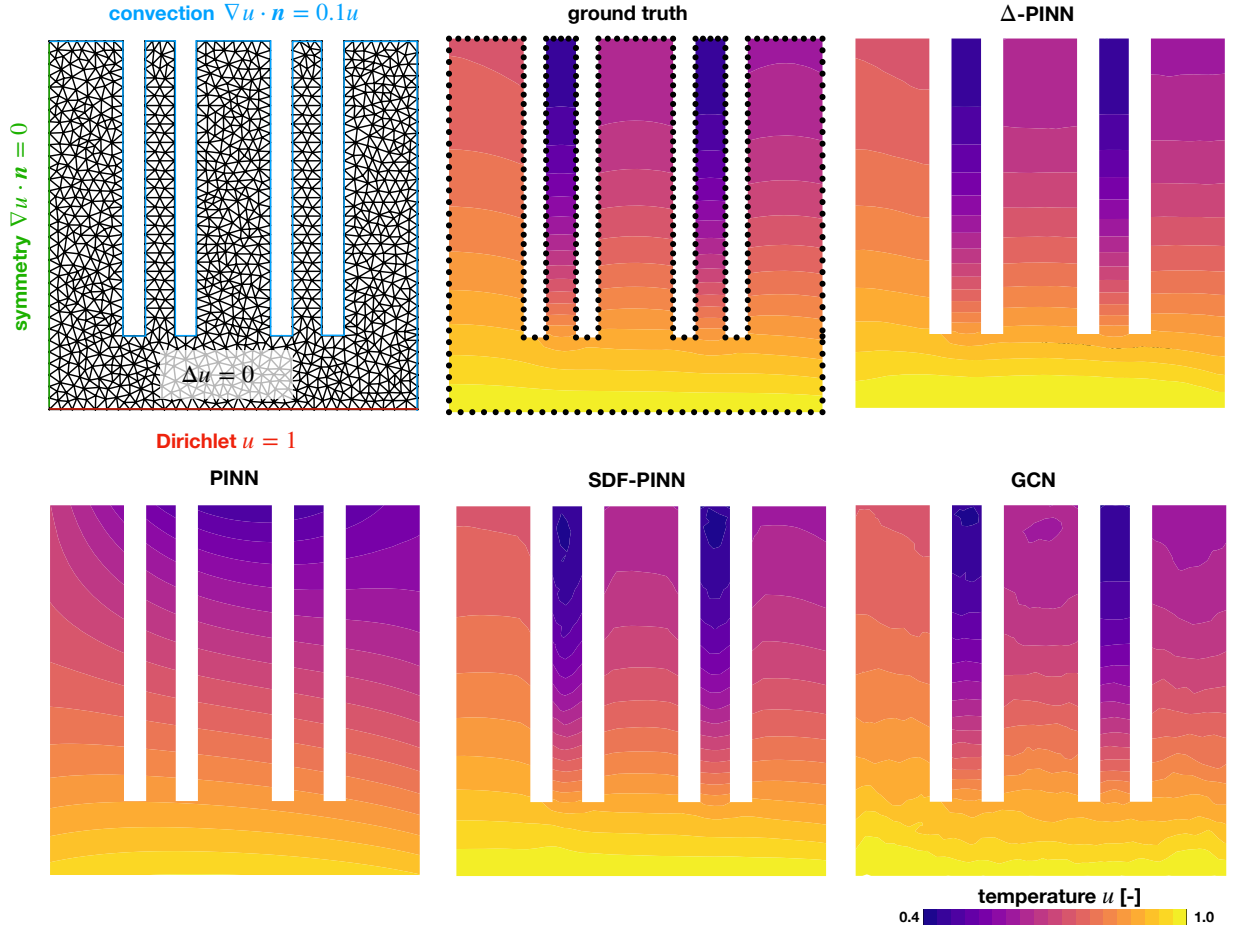 convection ∇u · n = 0.1u
ground truth
Δ-PINN
symmetry ∇u · n = 0
Δu = 0
Dirichlet u = 1
PINN
SDF-PINN
GCN
temperature u [-]
0.4
1.0